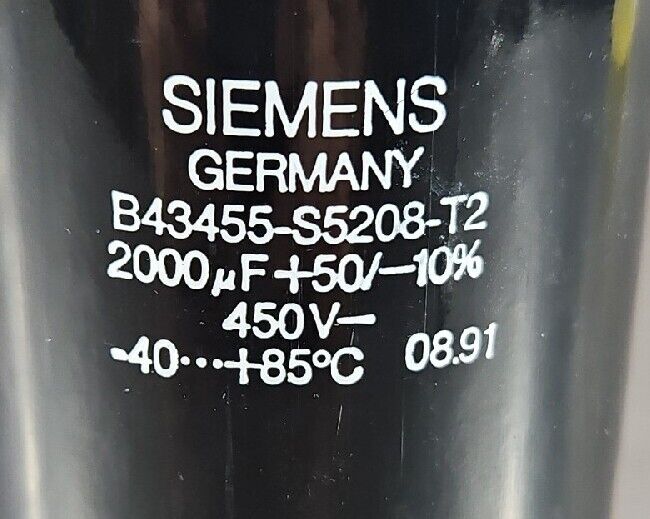 SIEMENS
GERMANY
B43455-S5208-T2
2000µF+50/-10%
450V-
-40···+85°C 08.91